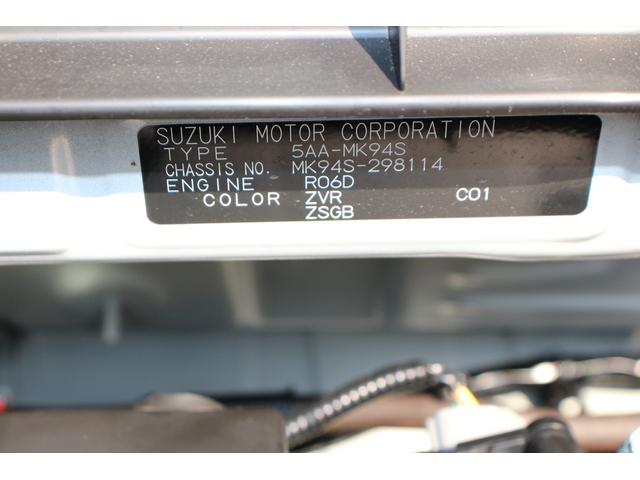 SUZUKI MOTOR CORPORATION
TYPE 5AA-MK94S
CHASSIS NO. MK94S-298114
ENGINE R06D
COLOR ZVR C01
ZSGB